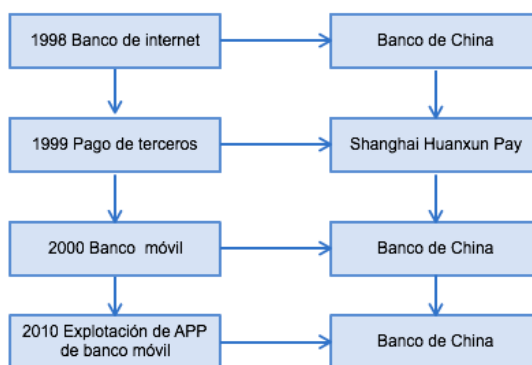 1998 Banco de internet
Banco de China
1999 Pago de terceros
Shanghai Huanxun Pay
2000 Banco móvil
Banco de China
2010 Explotación de APP
de banco móvil
Banco de China